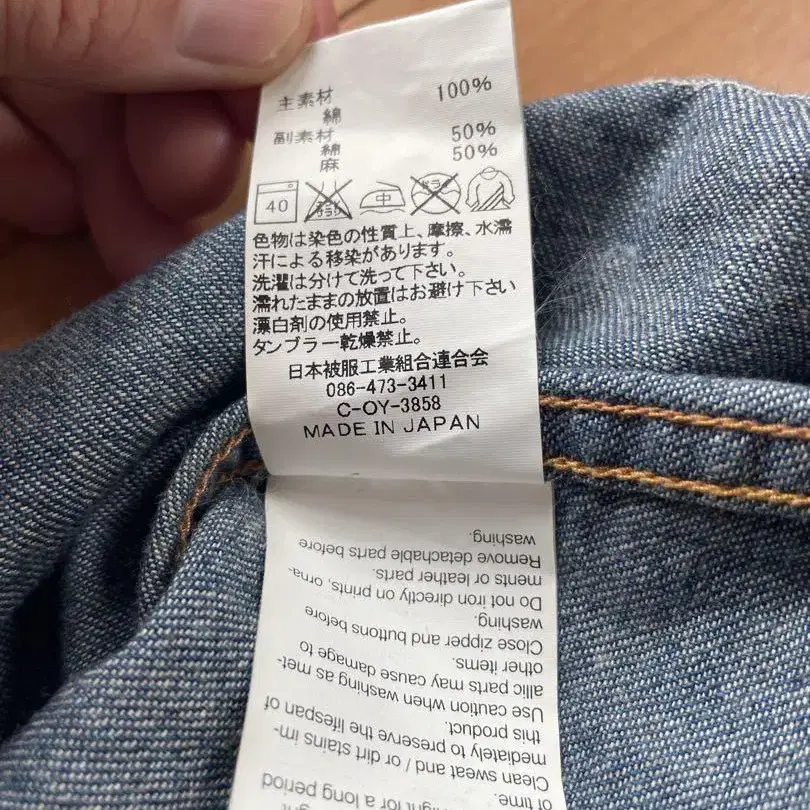 主素材
綿 100%
副素材
綿 50%
麻 50%
40 中 ドライ
色物は染色の性質上、摩擦、水濡
汗による移染があります。
洗濯は分けて洗って下さい。
濡れたままの放置はお避け下さい
漂白剤の使用禁止。
タンブラー乾燥禁止。
日本被服工業組合連合会
086-473-3411
C-OY-3858
MADE IN JAPAN
ght for a long period
of time.
Clean sweat and / or dirt stains im-
mediately to preserve the lifespan of
this product.
Use caution when washing as met-
allic parts may cause damage to
other items.
Close zipper and buttons before
washing.
Do not iron directly on prints, orna-
ments or leather parts.
Remove detachable parts before
washing.